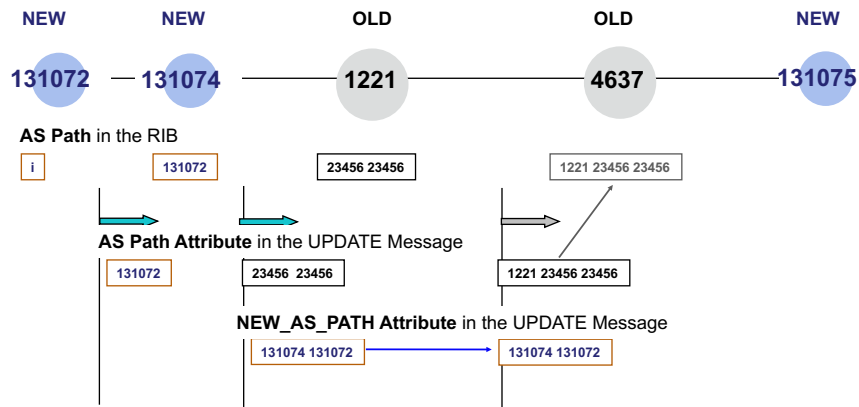 NEW NEW OLD OLD NEW
131072 131074 1221 4637 131075
AS Path in the RIB
i 131072 23456 23456 1221 23456 23456
AS Path Attribute in the UPDATE Message
131072 23456 23456 1221 23456 23456
NEW_AS_PATH Attribute in the UPDATE Message
131074 131072 131074 131072